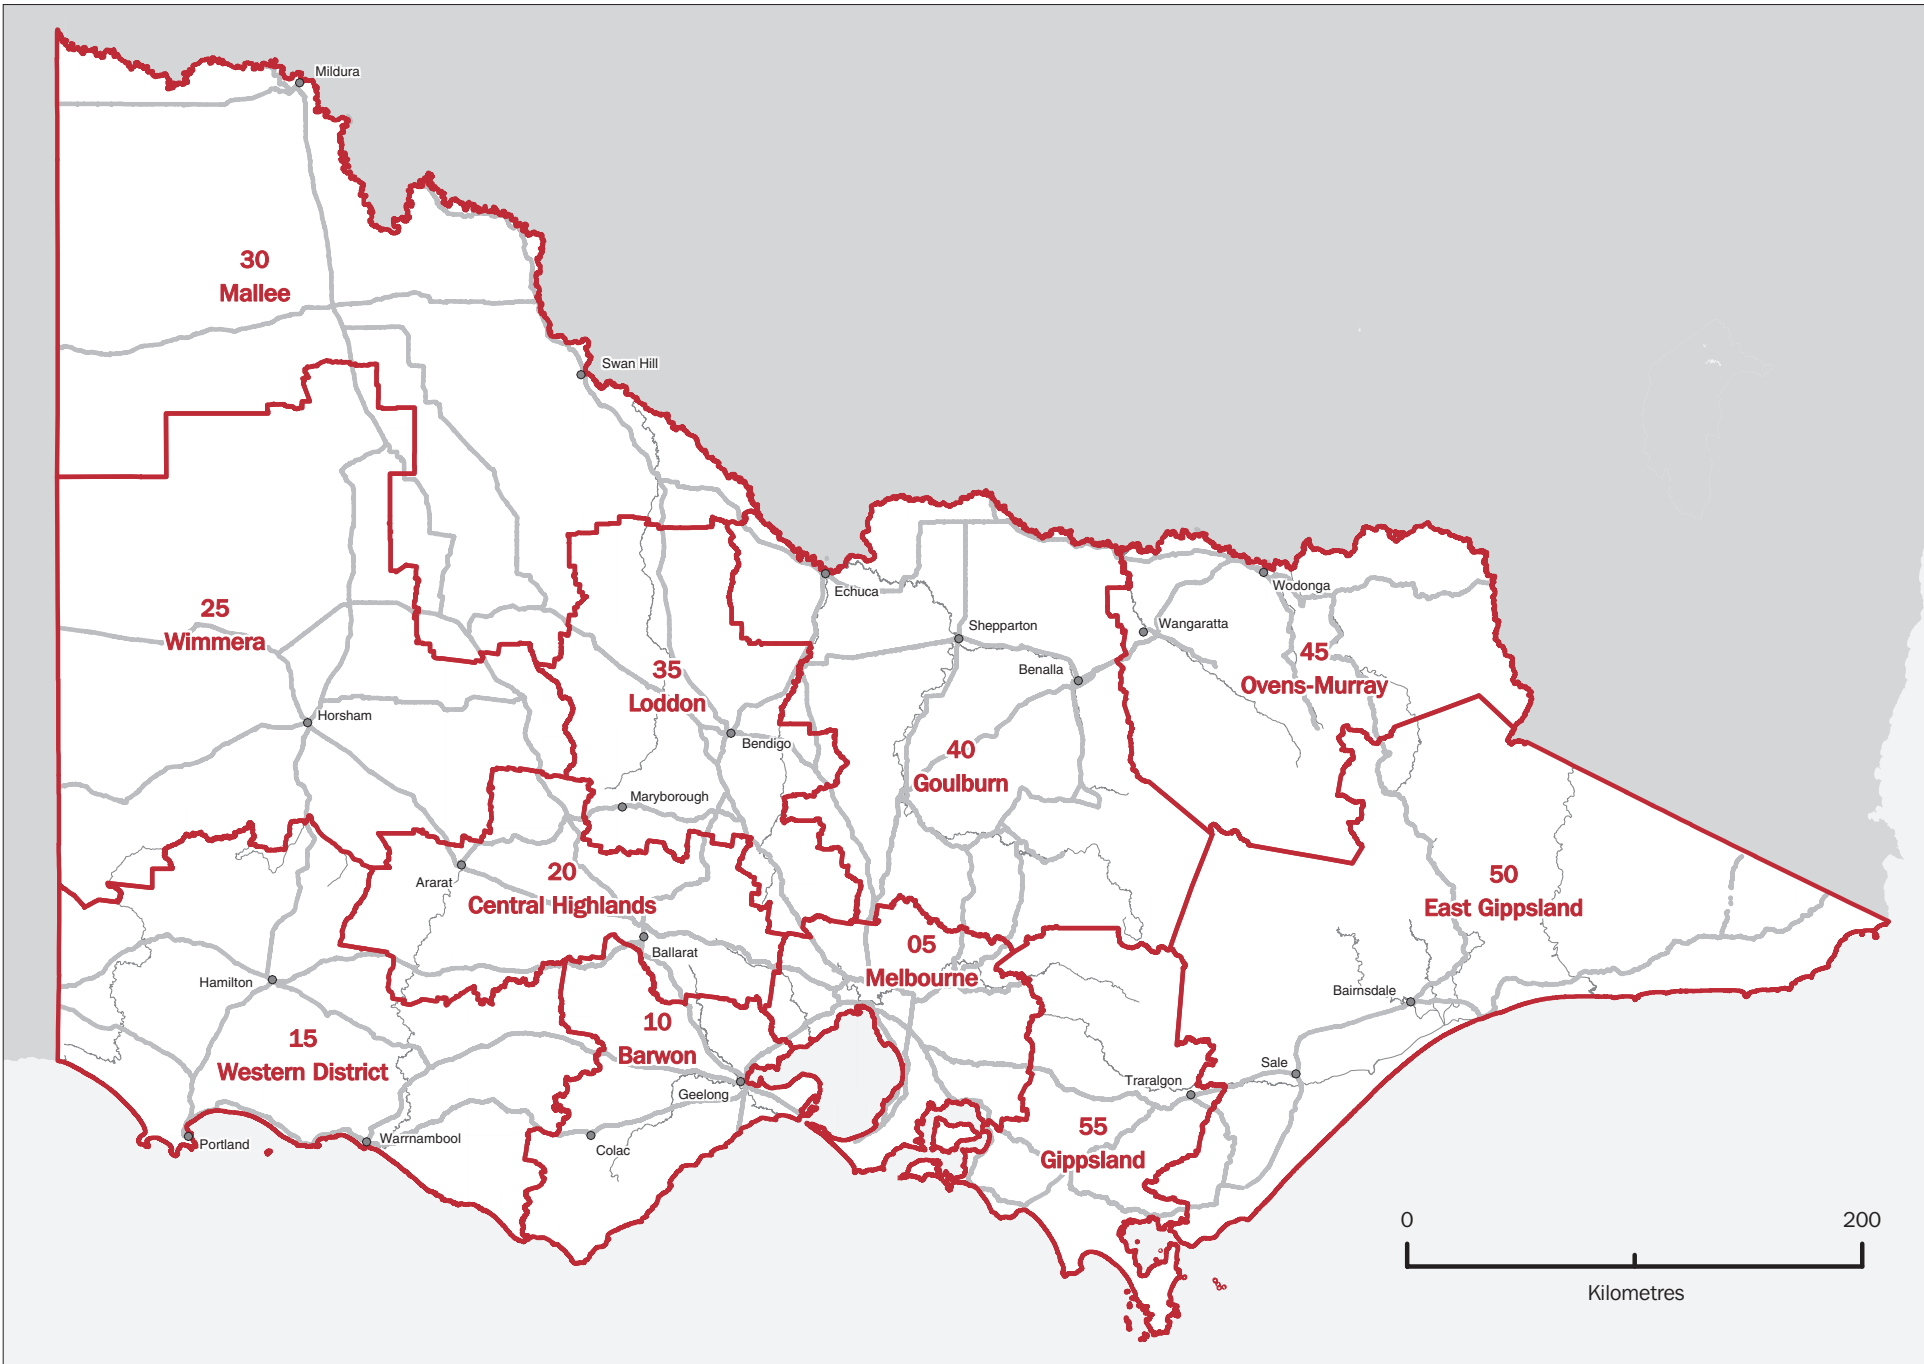 Mildura
30
Mallee
Swan Hill
Echuca
Wodonga
25
Wimmera
Shepparton
Wangaratta
Benalla
45
Ovens-Murray
35
Loddon
Horsham
Bendigo
40
Goulburn
Maryborough
Ararat
20
Central Highlands
50
East Gippsland
Ballarat
05
Melbourne
Hamilton
Bairnsdale
10
Barwon
15
Western District
Geelong
Sale
Traralgon
Portland
Warrnambool
Colac
55
Gippsland
0 200
Kilometres